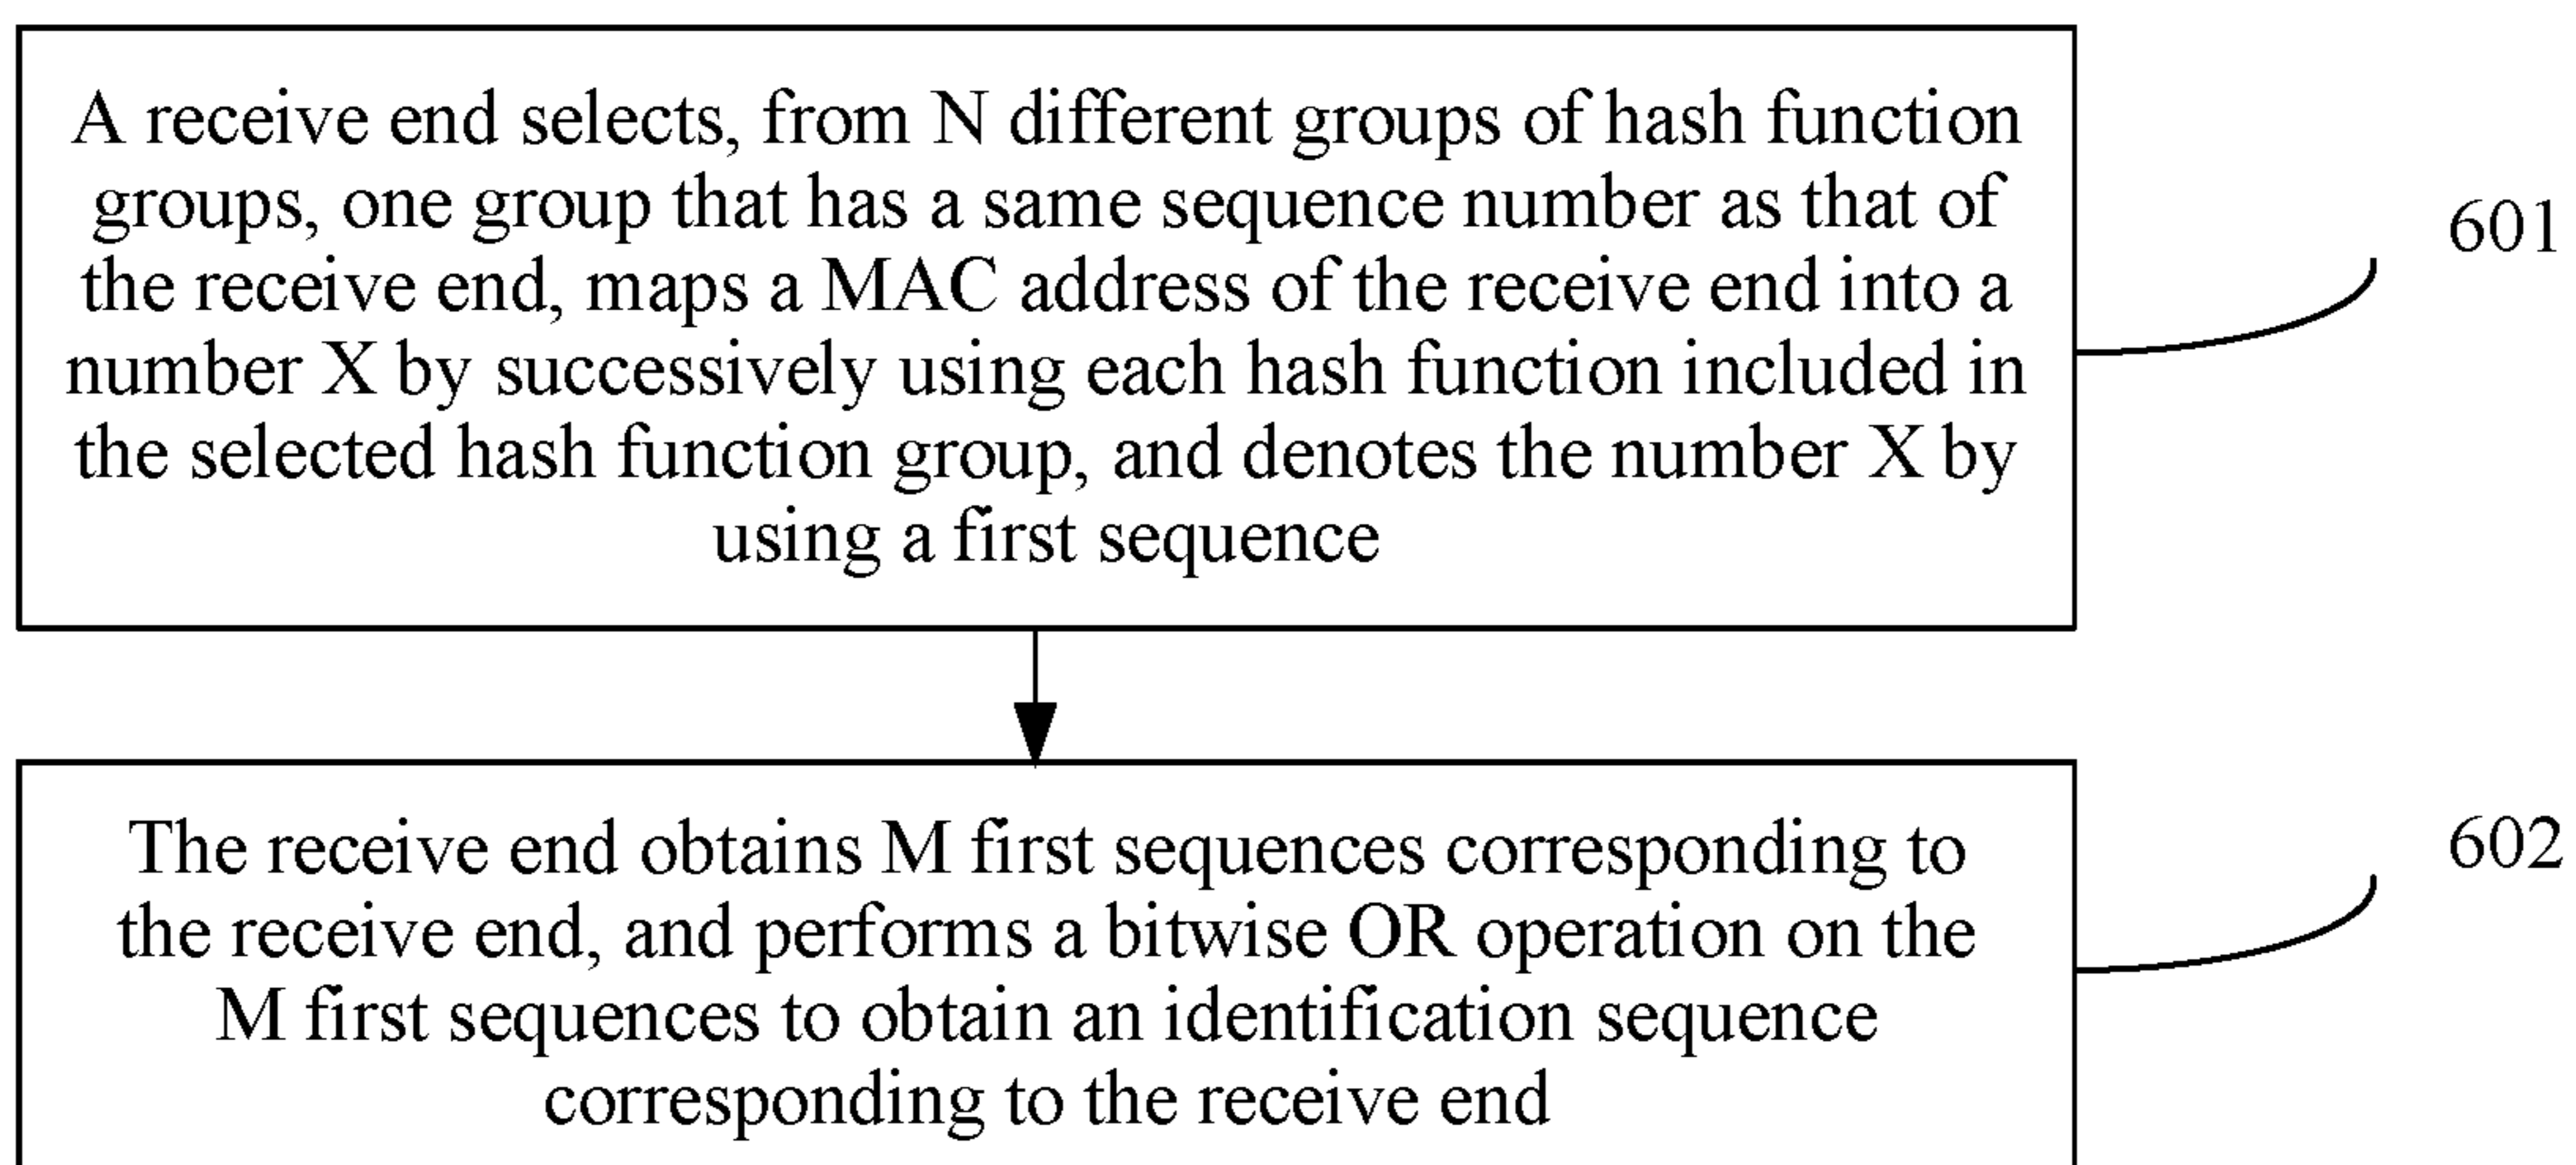 A receive end selects, from N different groups of hash function
groups, one group that has a same sequence number as that of
the receive end, maps a MAC address of the receive end into a
number X by successively using each hash function included in
the selected hash function group, and denotes the number X by
using a first sequence
601
The receive end obtains M first sequences corresponding to
the receive end, and performs a bitwise OR operation on the
M first sequences to obtain an identification sequence
corresponding to the receive end
602